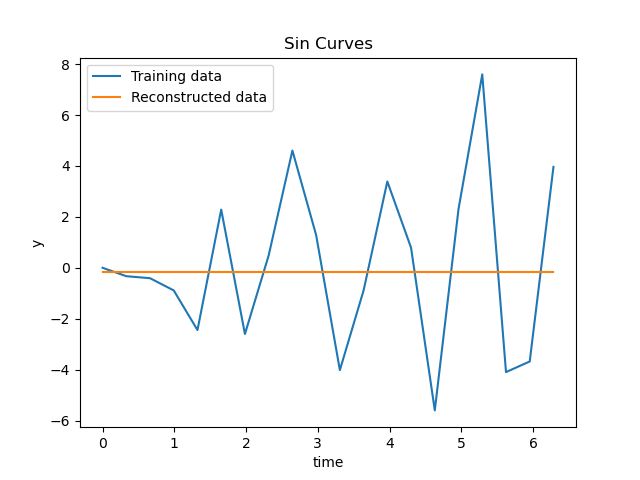 Sin Curves
Training data
Reconstructed data
y
8
6
4
2
0
−2
−4
−6
0 1 2 3 4 5 6
time